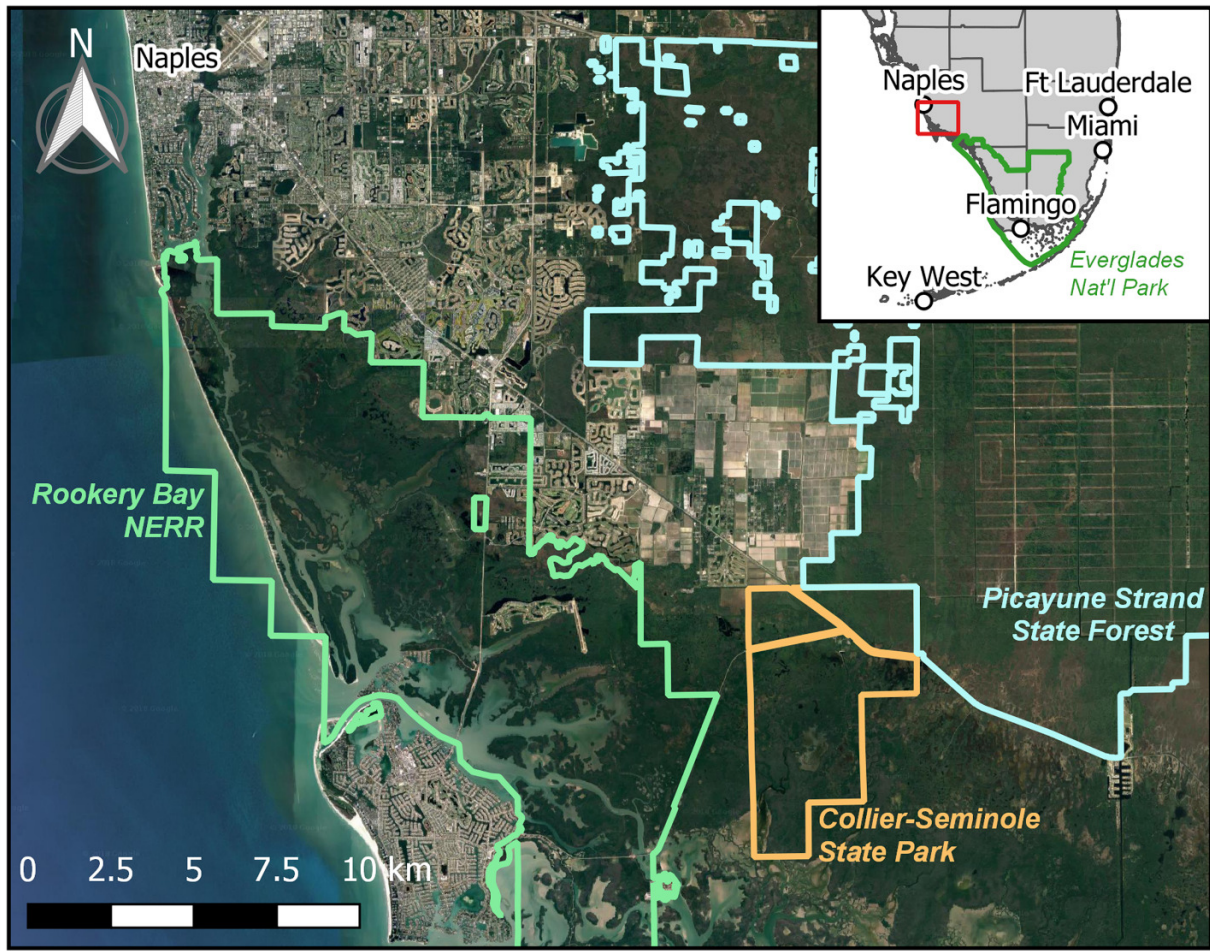 N
Naples
Naples
Ft Lauderdale
Miami
Flamingo
Key West
Everglades
Nat'l Park
Rookery Bay
NERR
Picayune Strand
State Forest
Collier-Seminole
State Park
0 2.5 5 7.5 10 km